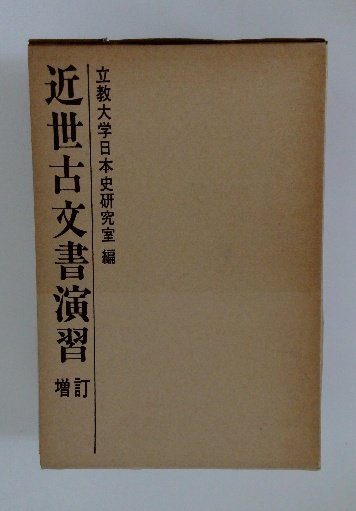 立教大学日本史研究室 編
近世古文書演習
増訂